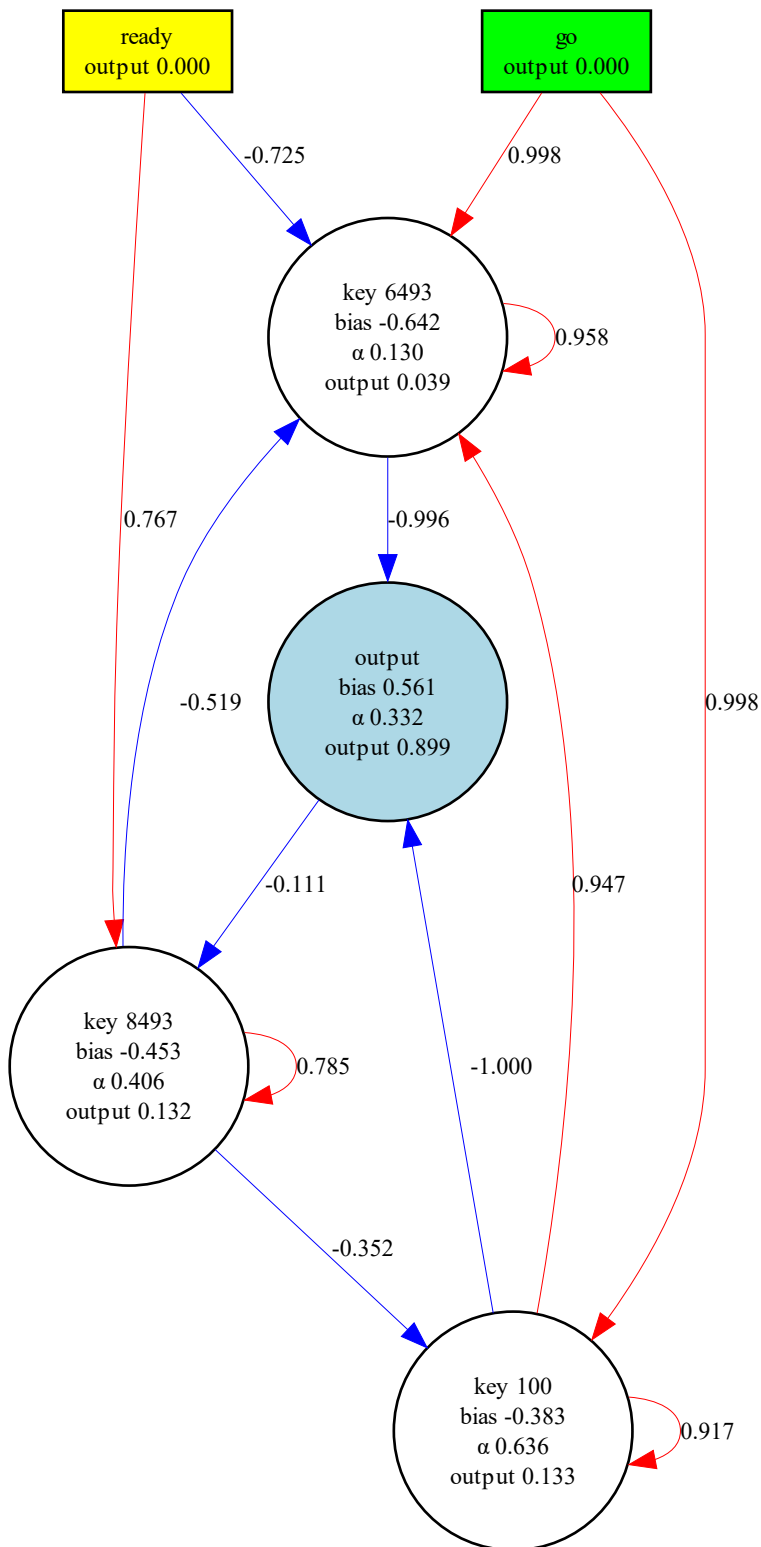 ready
output 0.000
go
output 0.000
-0.725
0.998
key 6493
bias -0.642
α 0.130
output 0.039
0.958
0.767
-0.996
-0.519
output
bias 0.561
α 0.332
output 0.899
0.998
-0.111
0.947
key 8493
bias -0.453
α 0.406
output 0.132
0.785
-1.000
-0.352
key 100
bias -0.383
α 0.636
output 0.133
0.917